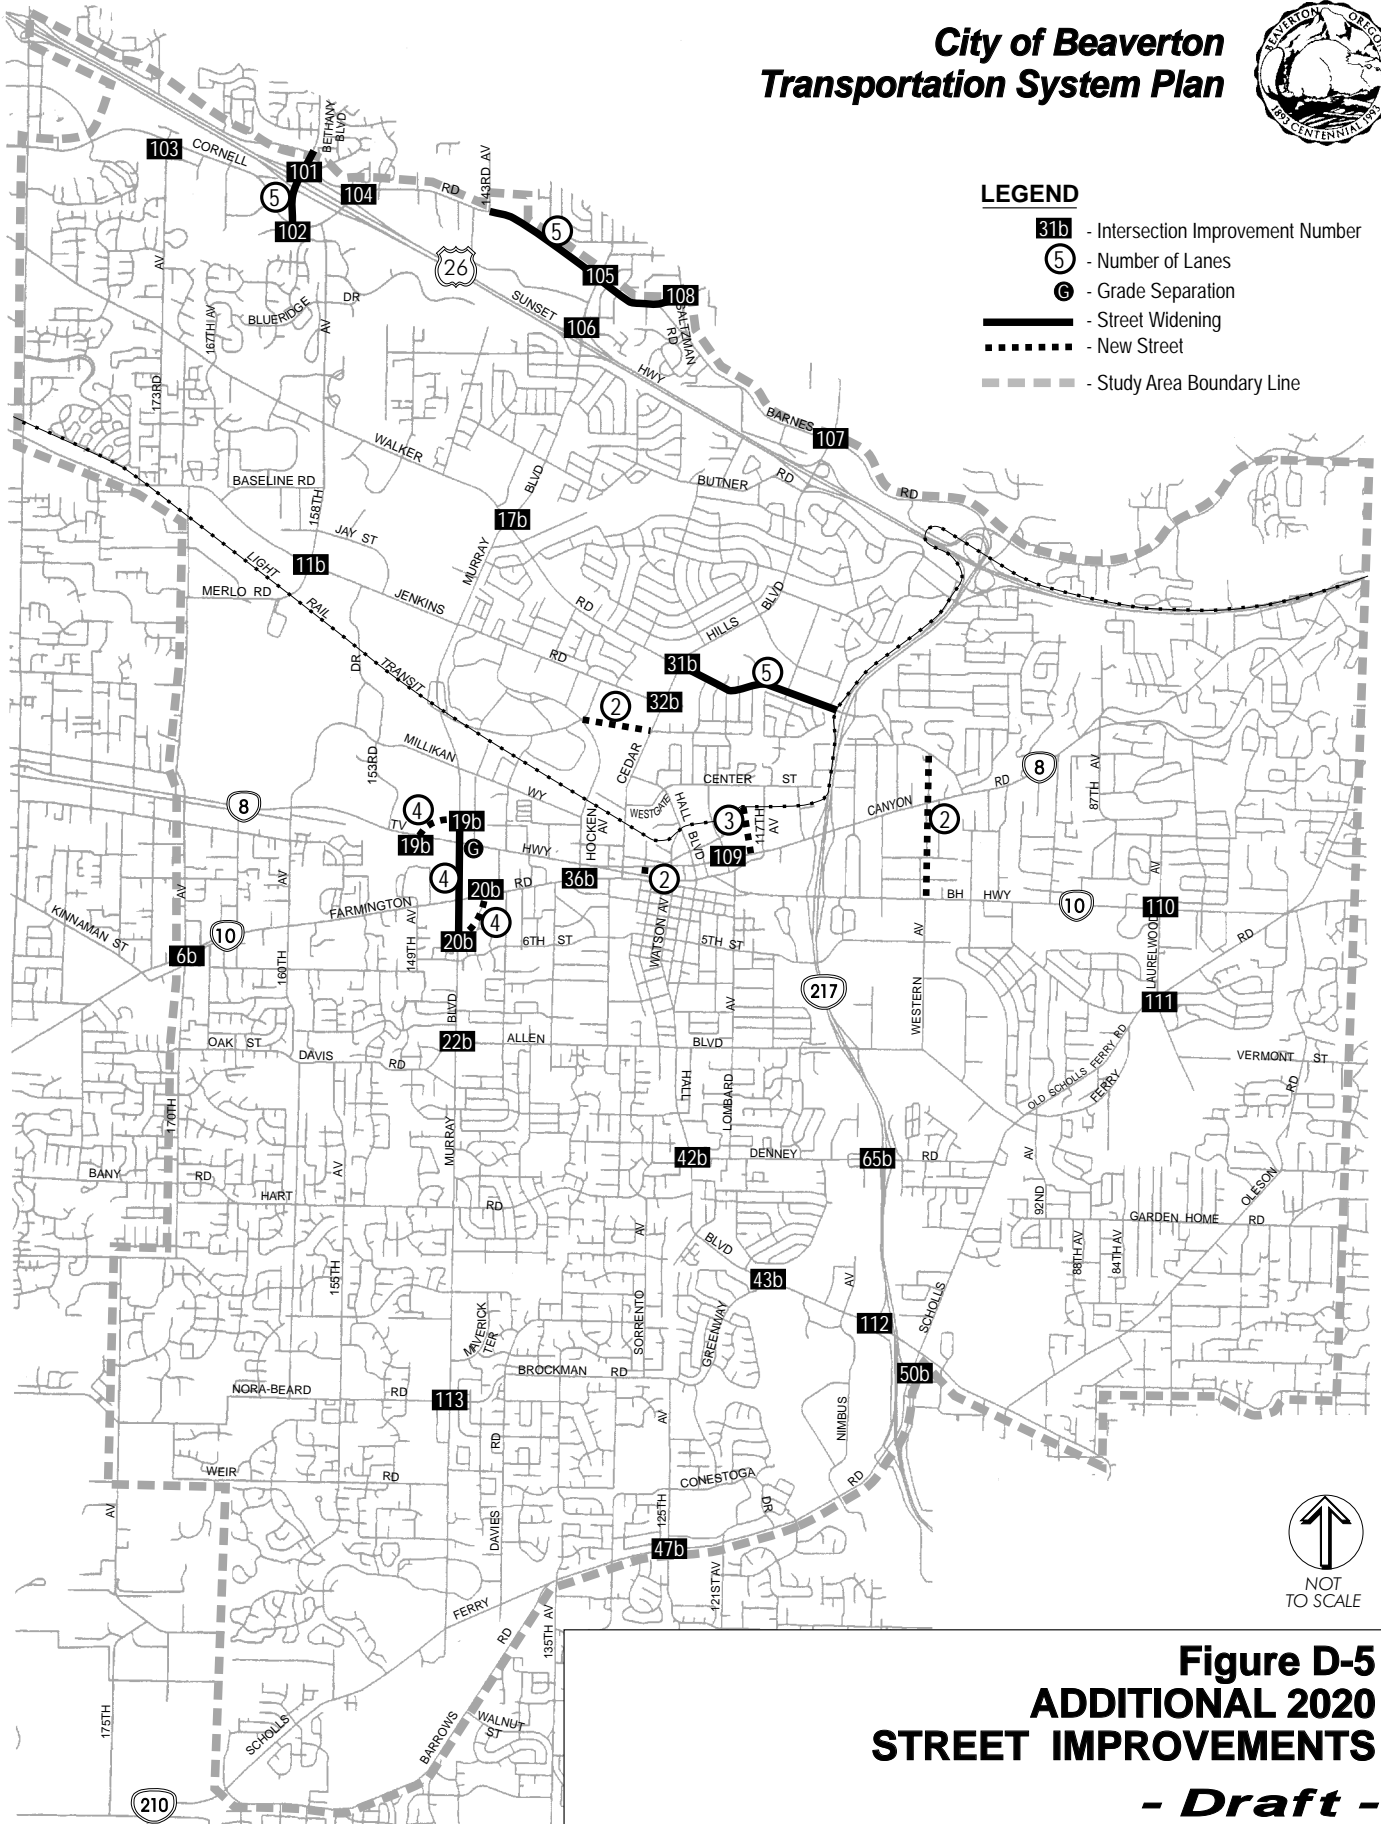 City of Beaverton
Transportation System Plan
BEAVERTON OREGON
1893 CENTENNIAL 1993
LEGEND
31b - Intersection Improvement Number
5 - Number of Lanes
G - Grade Separation
- Street Widening
- New Street
- Study Area Boundary Line
BETHANY
BLVD
103
CORNELL
101
104
RD
143RD AV
5
102
5
26
105
108
AV
DR
BLUERIDGE
SUNSET
106
SALTZMAN
RD
167TH AV
AV
HWY
173RD
BARNES
107
WALKER
BASELINE RD
BLVD
BUTNER
RD
RD
158TH
17b
JAY ST
LIGHT
11b
MURRAY
MERLO RD
RAIL
JENKINS
RD
HILLS
BLVD
DR
TRANSIT
RD
31b
5
32b
2
MILLIKAN
CEDAR
153RD
CENTER ST
8
RD
87TH AV
WY
WESTGATE
HALL
BLVD
117TH
AV
CANYON
8
4
TV
19b
HOCKEN
AV
3
2
19b
G
HWY
109
4
RD
36b
2
20b
BH HWY
AV
AV
AV
FARMINGTON
10
110
KINNAMAN ST
10
149TH AV
4
20b
6TH ST
WATSON AV
5TH ST
AV
RD
6b
160TH
LAURELWOOD
217
WESTERN
111
BLVD
AV
OAK ST
22b
ALLEN
BLVD
OLD SCHOLLS FERRY RD
VERMONT ST
DAVIS
RD
HALL
LOMBARD
FERRY
RD
170TH
MURRAY
42b
DENNEY
65b
RD
AV
BANY
RD
AV
HART
RD
92ND
OLESON
GARDEN HOME RD
AV
BLVD
88TH AV
84TH AV
155TH
43b
AV
MAVERICK
TER
SORRENTO
GREENWAY
112
SCHOLLS
BROCKMAN RD
50b
NORA-BEARD
RD
113
AV
NIMBUS
RD
WEIR
RD
CONESTOGA
DR
RD
AV
125TH
DAVIES
47b
121ST AV
NOT
TO SCALE
FERRY
RD
135TH AV
175TH
SCHOLLS
BARROWS
WALNUT
ST
210
Figure D-5
ADDITIONAL 2020
STREET IMPROVEMENTS
- Draft -